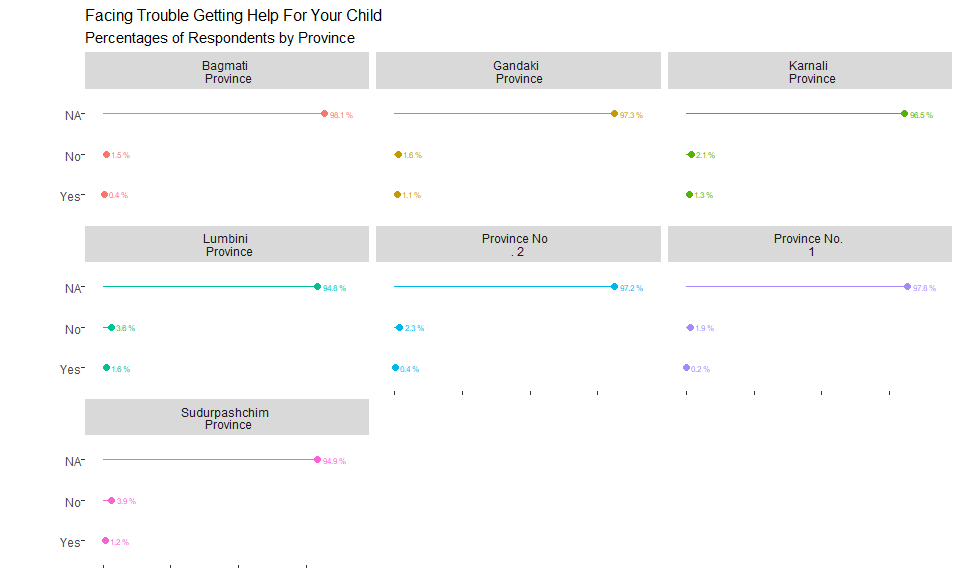 Facing Trouble Getting Help For Your Child
Percentages of Respondents by Province
Bagmati
Province
Gandaki
Province
Karnali
Province
NA
98.1 %
97.3 %
96.5 %
No
1.5 %
1.6 %
2.1 %
Yes
0.4 %
1.1 %
1.3 %
Lumbini
Province
Province No
. 2
Province No.
1
NA
94.8 %
97.2 %
97.8 %
No
3.6 %
2.3 %
1.9 %
Yes
1.6 %
0.4 %
0.2 %
Sudurpashchim
Province
NA
94.9 %
No
3.9 %
Yes
1.2 %